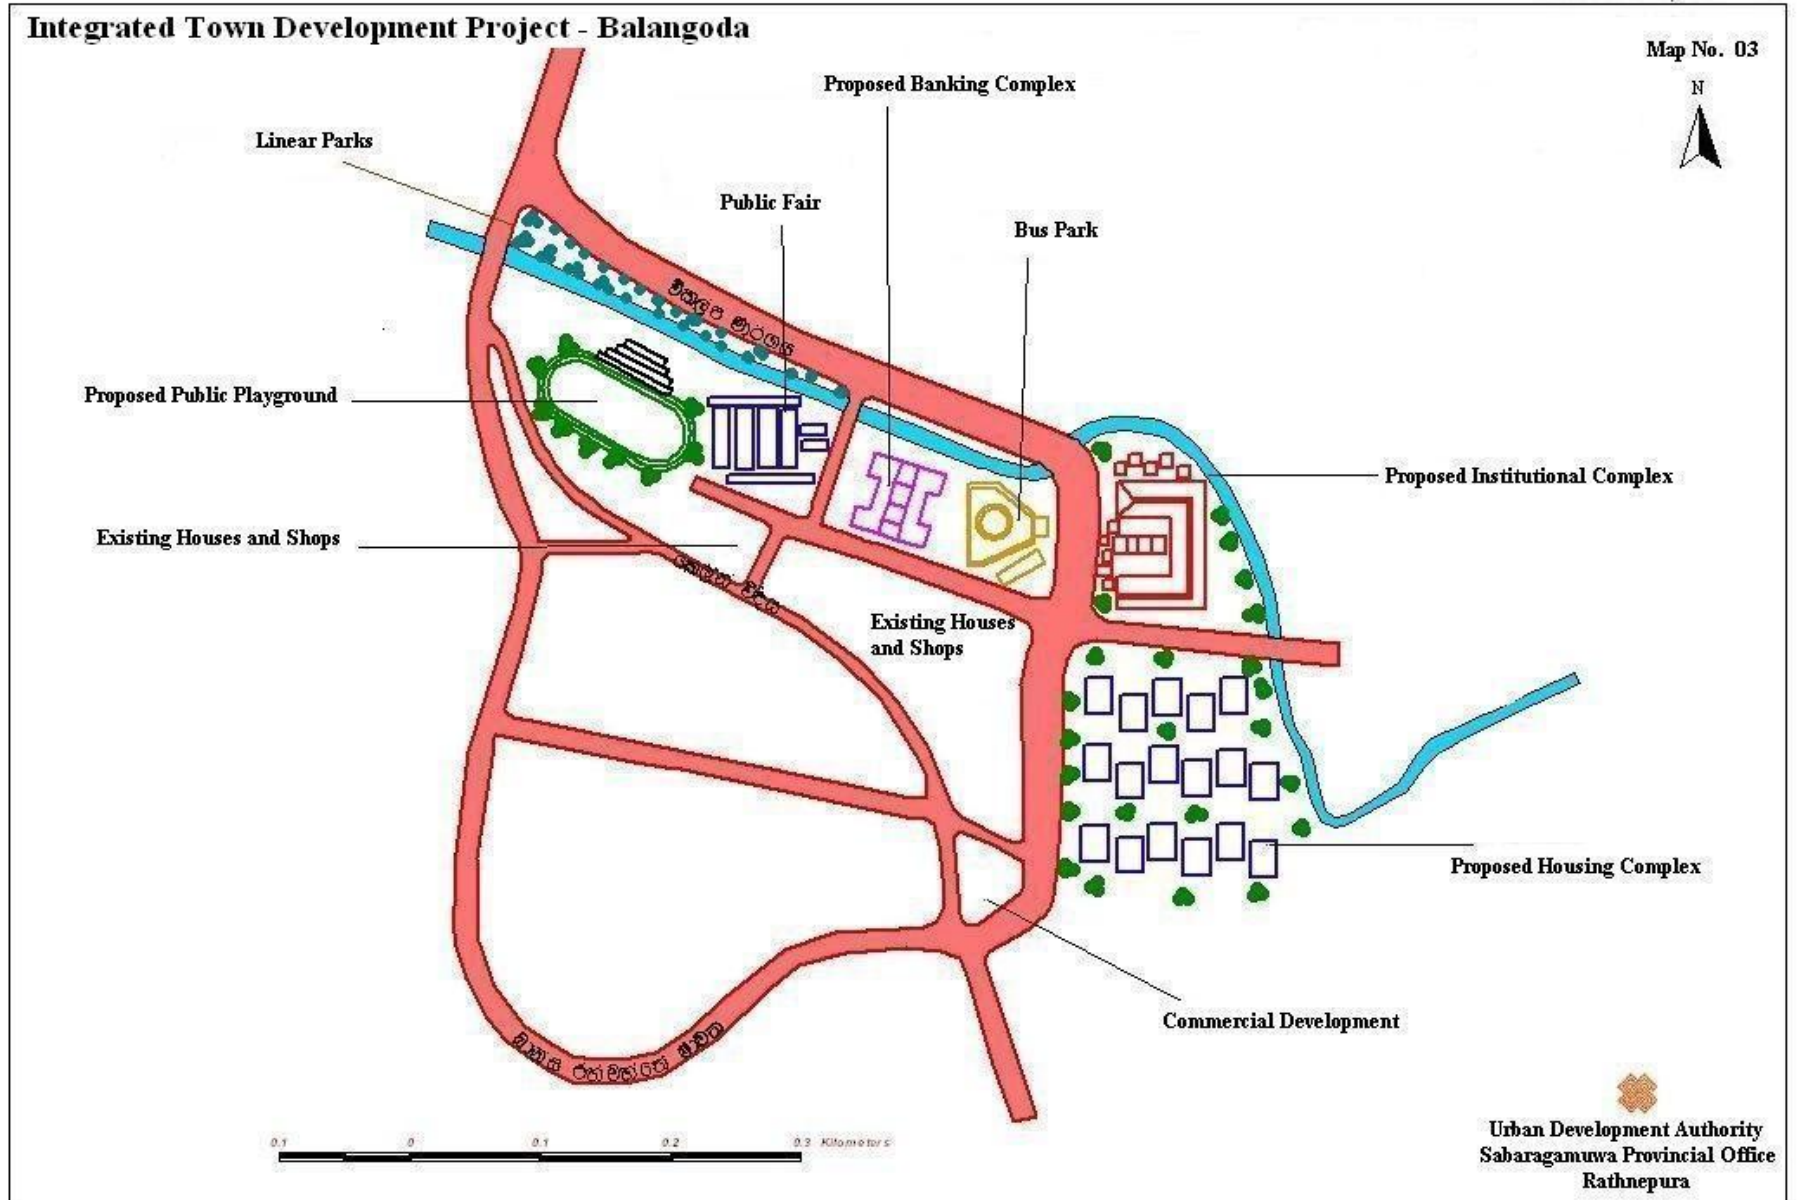 Integrated Town Development Project - Balangoda
Map No. 03
N
Proposed Banking Complex
Linear Parks
Public Fair
Bus Park
Proposed Public Playground
Proposed Institutional Complex
Existing Houses and Shops
Existing Houses
and Shops
Proposed Housing Complex
Commercial Development
0.1 0 0.1 0.2 0.3 Kilometers
Urban Development Authority
Sabaragamuwa Provincial Office
Rathnepura